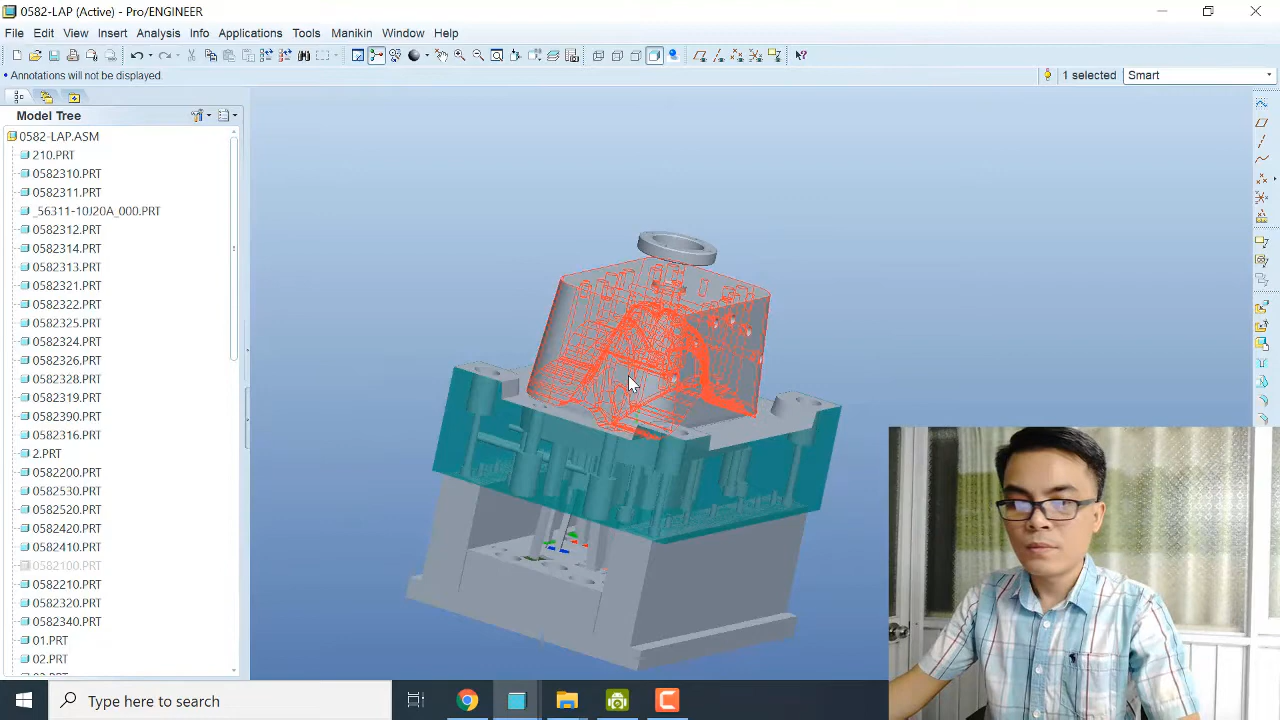 0582-LAP (Active) - Pro/ENGINEER
File Edit View Insert Analysis Info Applications Tools Manikin Window Help
Annotations will not be displayed.
1 selected Smart
Model Tree
0582-LAP.ASM
210.PRT
0582310.PRT
0582311.PRT
_56311-10J20A_000.PRT
0582312.PRT
0582314.PRT
0582313.PRT
0582321.PRT
0582322.PRT
0582325.PRT
0582324.PRT
0582326.PRT
0582328.PRT
0582319.PRT
0582390.PRT
0582316.PRT
2.PRT
0582200.PRT
0582530.PRT
0582520.PRT
0582420.PRT
0582410.PRT
0582100.PRT
0582210.PRT
0582320.PRT
0582340.PRT
01.PRT
02.PRT
Type here to search